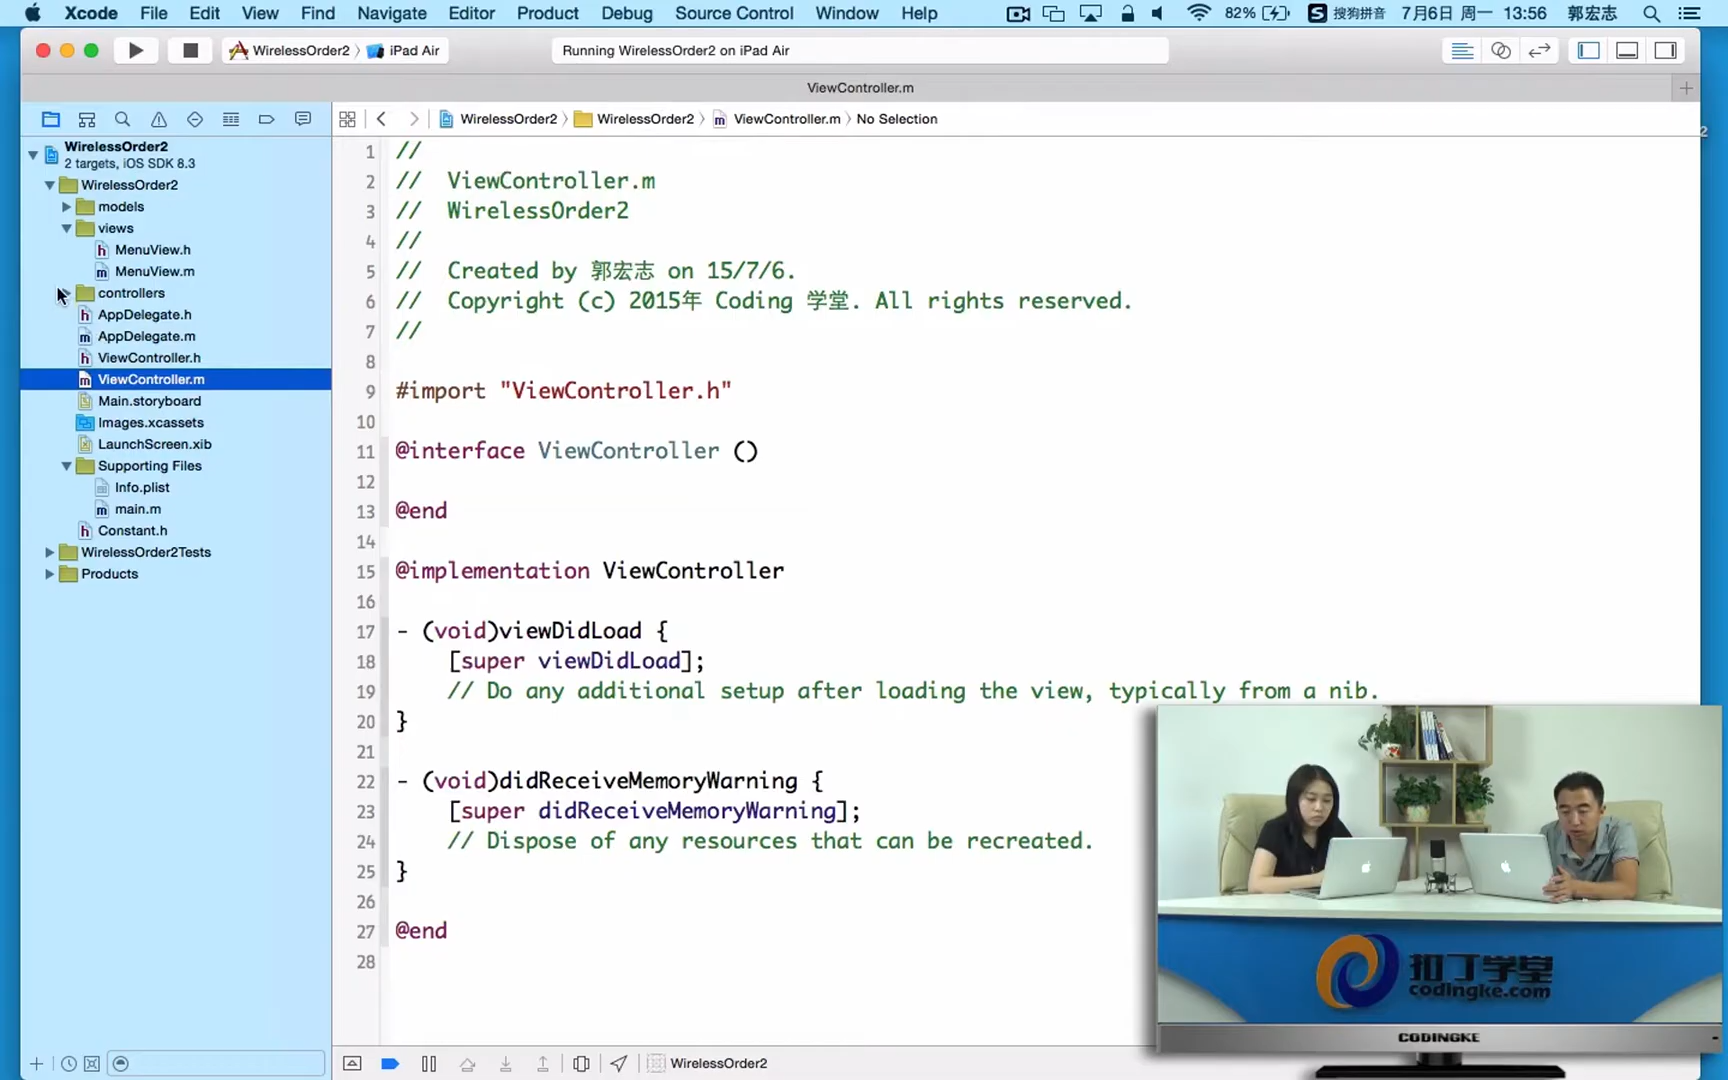 Xcode File Edit View Find Navigate Editor Product Debug Source Control Window Help 82% 搜狗拼音 7月6日 周一 13:56 郭宏志
WirelessOrder2 iPad Air
Running WirelessOrder2 on iPad Air
ViewController.m
WirelessOrder2 WirelessOrder2 ViewController.m No Selection
WirelessOrder2
2 targets, iOS SDK 8.3
WirelessOrder2
models
views
MenuView.h
MenuView.m
controllers
AppDelegate.h
AppDelegate.m
ViewController.h
ViewController.m
Main.storyboard
Images.xcassets
LaunchScreen.xib
Supporting Files
Info.plist
main.m
Constant.h
WirelessOrder2Tests
Products
1 //
2 // ViewController.m
3 // WirelessOrder2
4 //
5 // Created by 郭宏志 on 15/7/6.
6 // Copyright (c) 2015年 Coding 学堂. All rights reserved.
7 //
8
9 #import "ViewController.h"
10
11 @interface ViewController ()
12
13 @end
14
15 @implementation ViewController
16
17 - (void)viewDidLoad {
18 [super viewDidLoad];
19 // Do any additional setup after loading the view, typically from a nib.
20 }
21
22 - (void)didReceiveMemoryWarning {
23 [super didReceiveMemoryWarning];
24 // Dispose of any resources that can be recreated.
25 }
26
27 @end
28
WirelessOrder2
扣丁学堂
codingke.com
CODINGKE